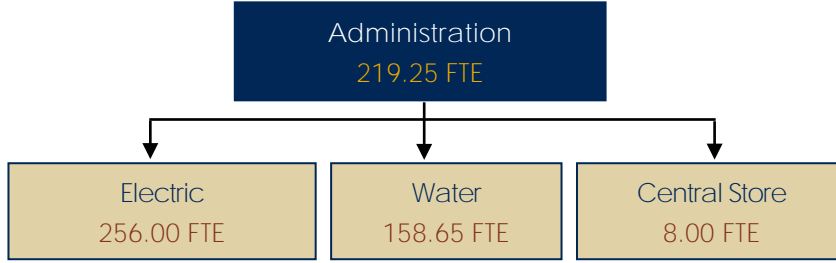 Administration
219.25 FTE
Electric
256.00 FTE
Water
158.65 FTE
Central Store
8.00 FTE